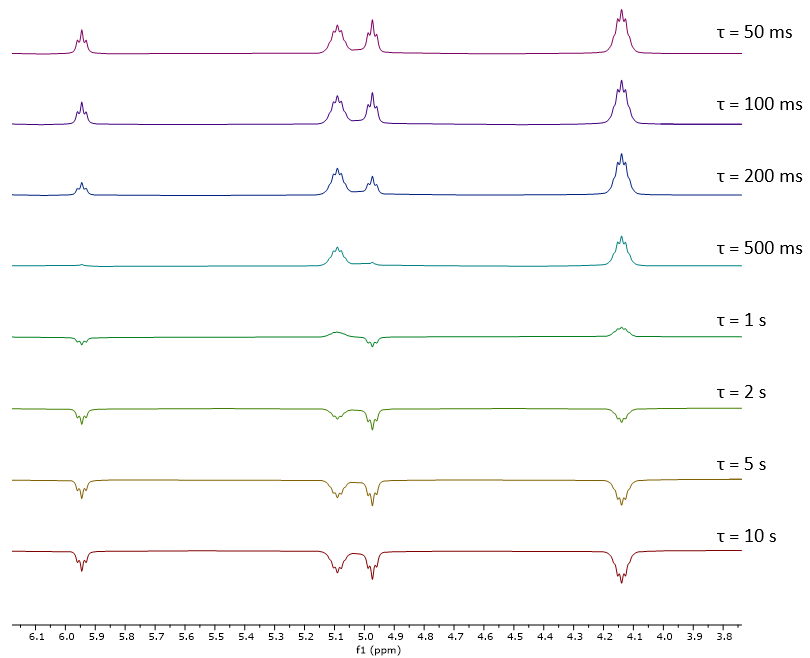 τ = 50 ms
τ = 100 ms
τ = 200 ms
τ = 500 ms
τ = 1 s
τ = 2 s
τ = 5 s
τ = 10 s
6.1 6.0 5.9 5.8 5.7 5.6 5.5 5.4 5.3 5.2 5.1 5.0 4.9 4.8 4.7 4.6 4.5 4.4 4.3 4.2 4.1 4.0 3.9 3.8
f1 (ppm)